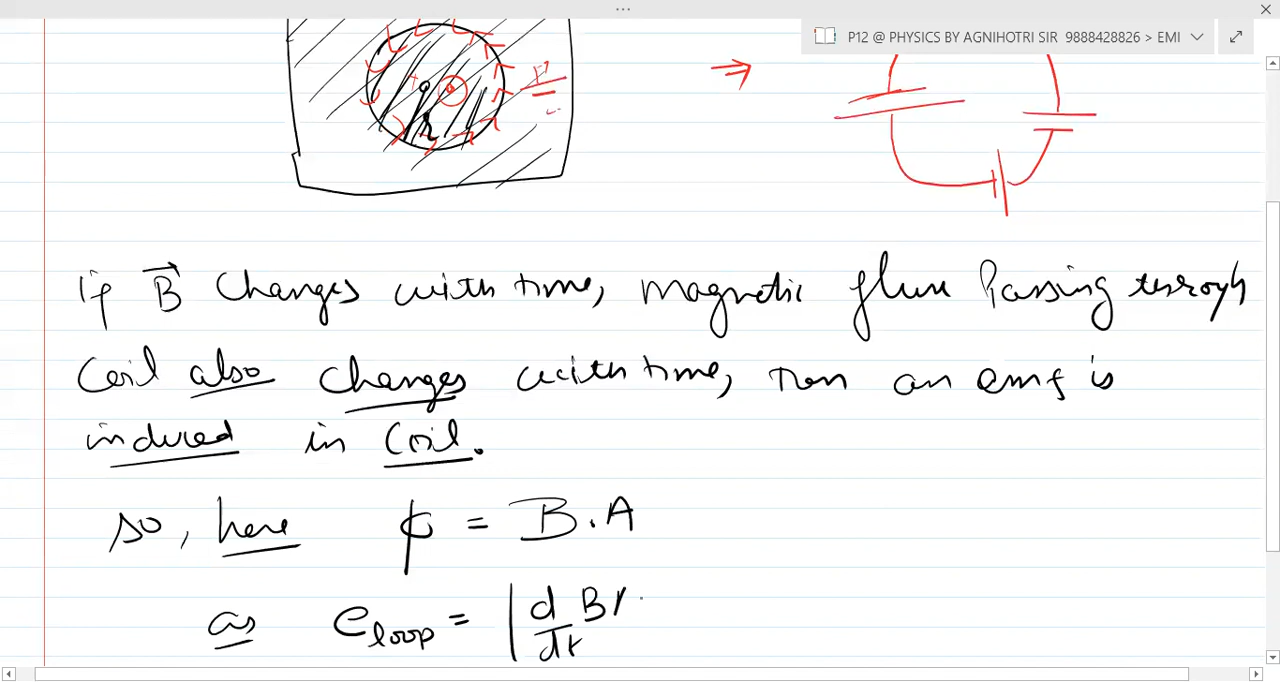 P12 @ PHYSICS BY AGNIHOTRI SIR 9888428826 > EMI
If B⃗ Changes with time, magnetic flux Passing through
Coil also changes with time, then an emf is
induced in Coil.
so, here ϕ = B.A
as e_loop = | d/dt B